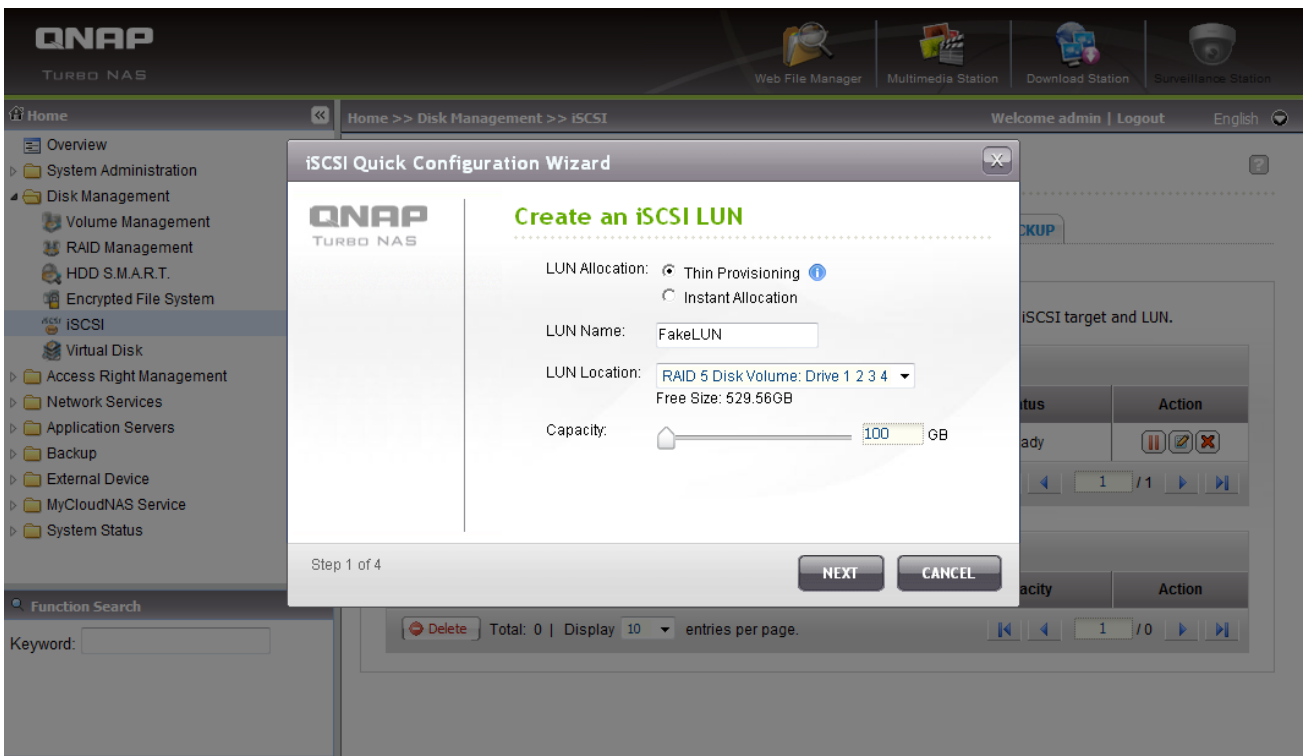 QNAP
TURBO NAS
Web File Manager
Multimedia Station
Download Station
Surveillance Station
Home
Home >> Disk Management >> iSCSI
Welcome admin | Logout
English
Overview
System Administration
Disk Management
Volume Management
RAID Management
HDD S.M.A.R.T.
Encrypted File System
iSCSI
Virtual Disk
Access Right Management
Network Services
Application Servers
Backup
External Device
MyCloudNAS Service
System Status
Function Search
Keyword:
iSCSI Quick Configuration Wizard
QNAP
TURBO NAS
Create an iSCSI LUN
LUN Allocation: Thin Provisioning
Instant Allocation
LUN Name: FakeLUN
LUN Location: RAID 5 Disk Volume: Drive 1 2 3 4
Free Size: 529.56GB
Capacity: 100 GB
Step 1 of 4
NEXT CANCEL
CKUP
iSCSI target and LUN.
tus Action
ady
1 / 1
acity Action
Delete Total: 0 | Display 10 entries per page. 1 / 0